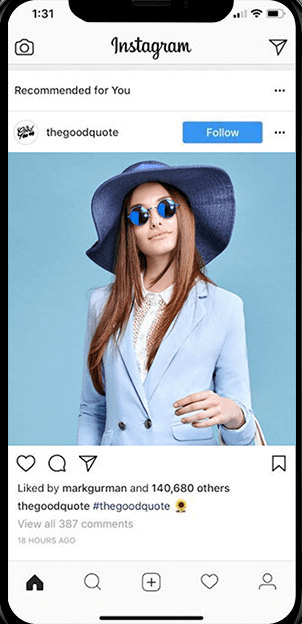 1:31
Instagram
Recommended for You
thegoodquote
Follow
Liked by markgurman and 140,680 others
thegoodquote #thegoodquote 🌻
View all 387 comments
18 HOURS AGO